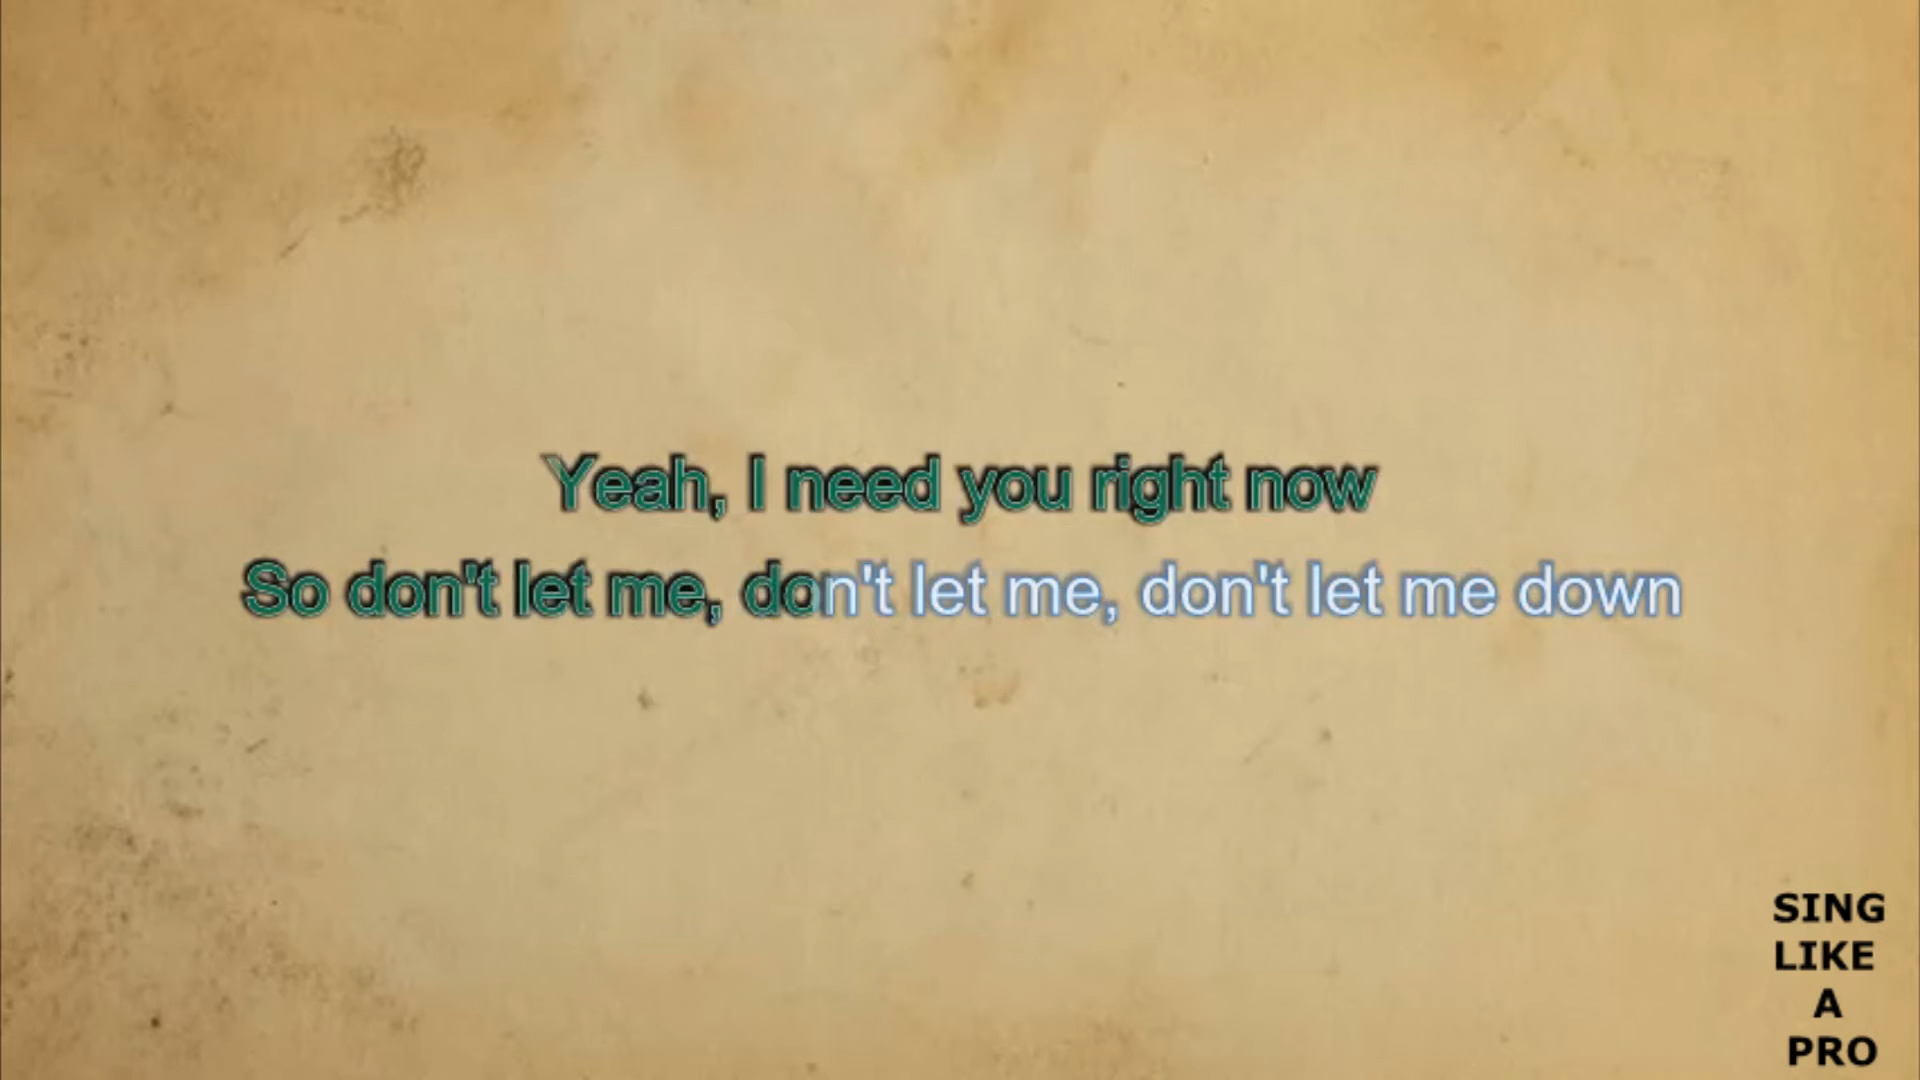 Yeah, I need you right now
So don't let me, don't let me, don't let me down
SING
LIKE
A
PRO